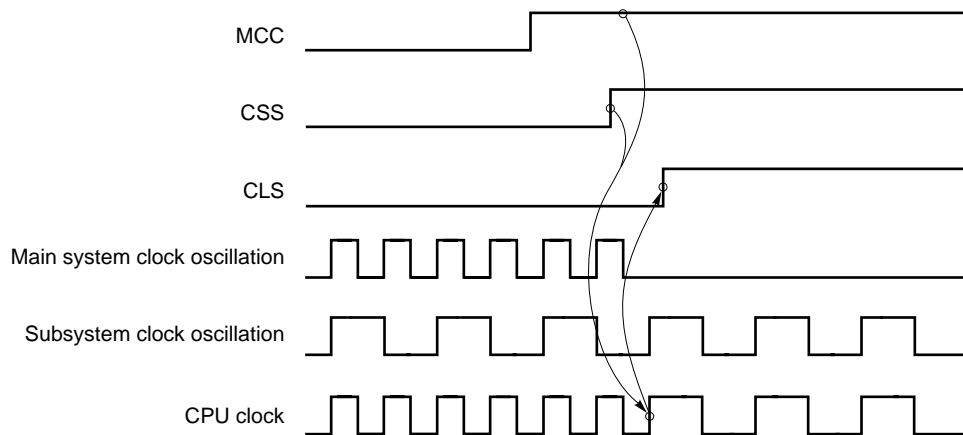 MCC
CSS
CLS
Main system clock oscillation
Subsystem clock oscillation
CPU clock